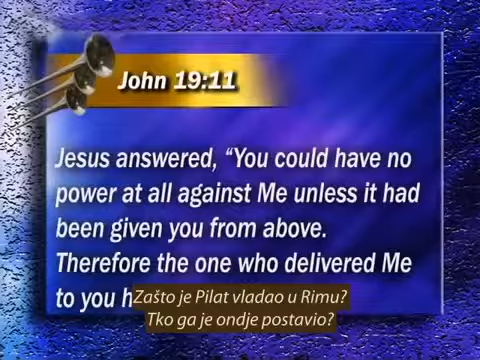 John 19:11
Jesus answered, “You could have no
power at all against Me unless it had
been given you from above.
Therefore the one who delivered Me
to you
Zašto je Pilat vladao u Rimu?
Tko ga je ondje postavio?